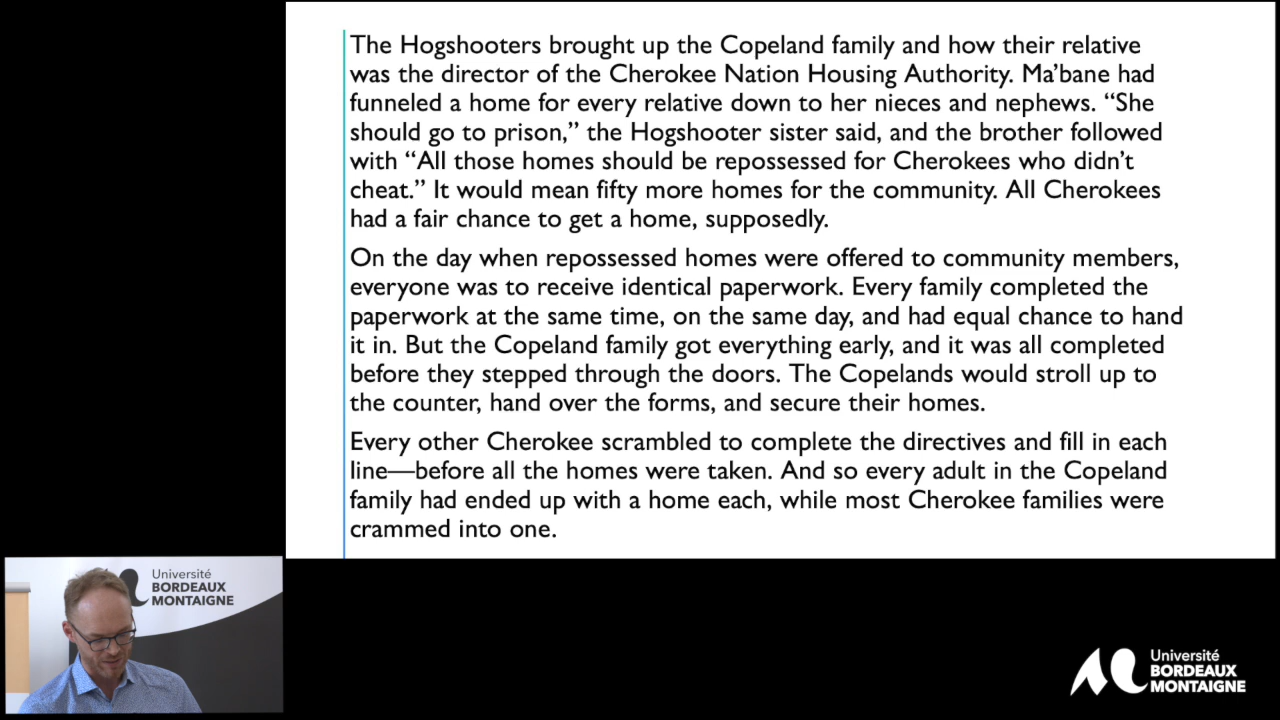 The Hogshooters brought up the Copeland family and how their relative
was the director of the Cherokee Nation Housing Authority. Ma’bane had
funneled a home for every relative down to her nieces and nephews. “She
should go to prison,” the Hogshooter sister said, and the brother followed
with “All those homes should be repossessed for Cherokees who didn’t
cheat.” It would mean fifty more homes for the community. All Cherokees
had a fair chance to get a home, supposedly.
On the day when repossessed homes were offered to community members,
everyone was to receive identical paperwork. Every family completed the
paperwork at the same time, on the same day, and had equal chance to hand
it in. But the Copeland family got everything early, and it was all completed
before they stepped through the doors. The Copelands would stroll up to
the counter, hand over the forms, and secure their homes.
Every other Cherokee scrambled to complete the directives and fill in each
line—before all the homes were taken. And so every adult in the Copeland
family had ended up with a home each, while most Cherokee families were
crammed into one.
Université
BORDEAUX
MONTAIGNE
Université
BORDEAUX
MONTAIGNE